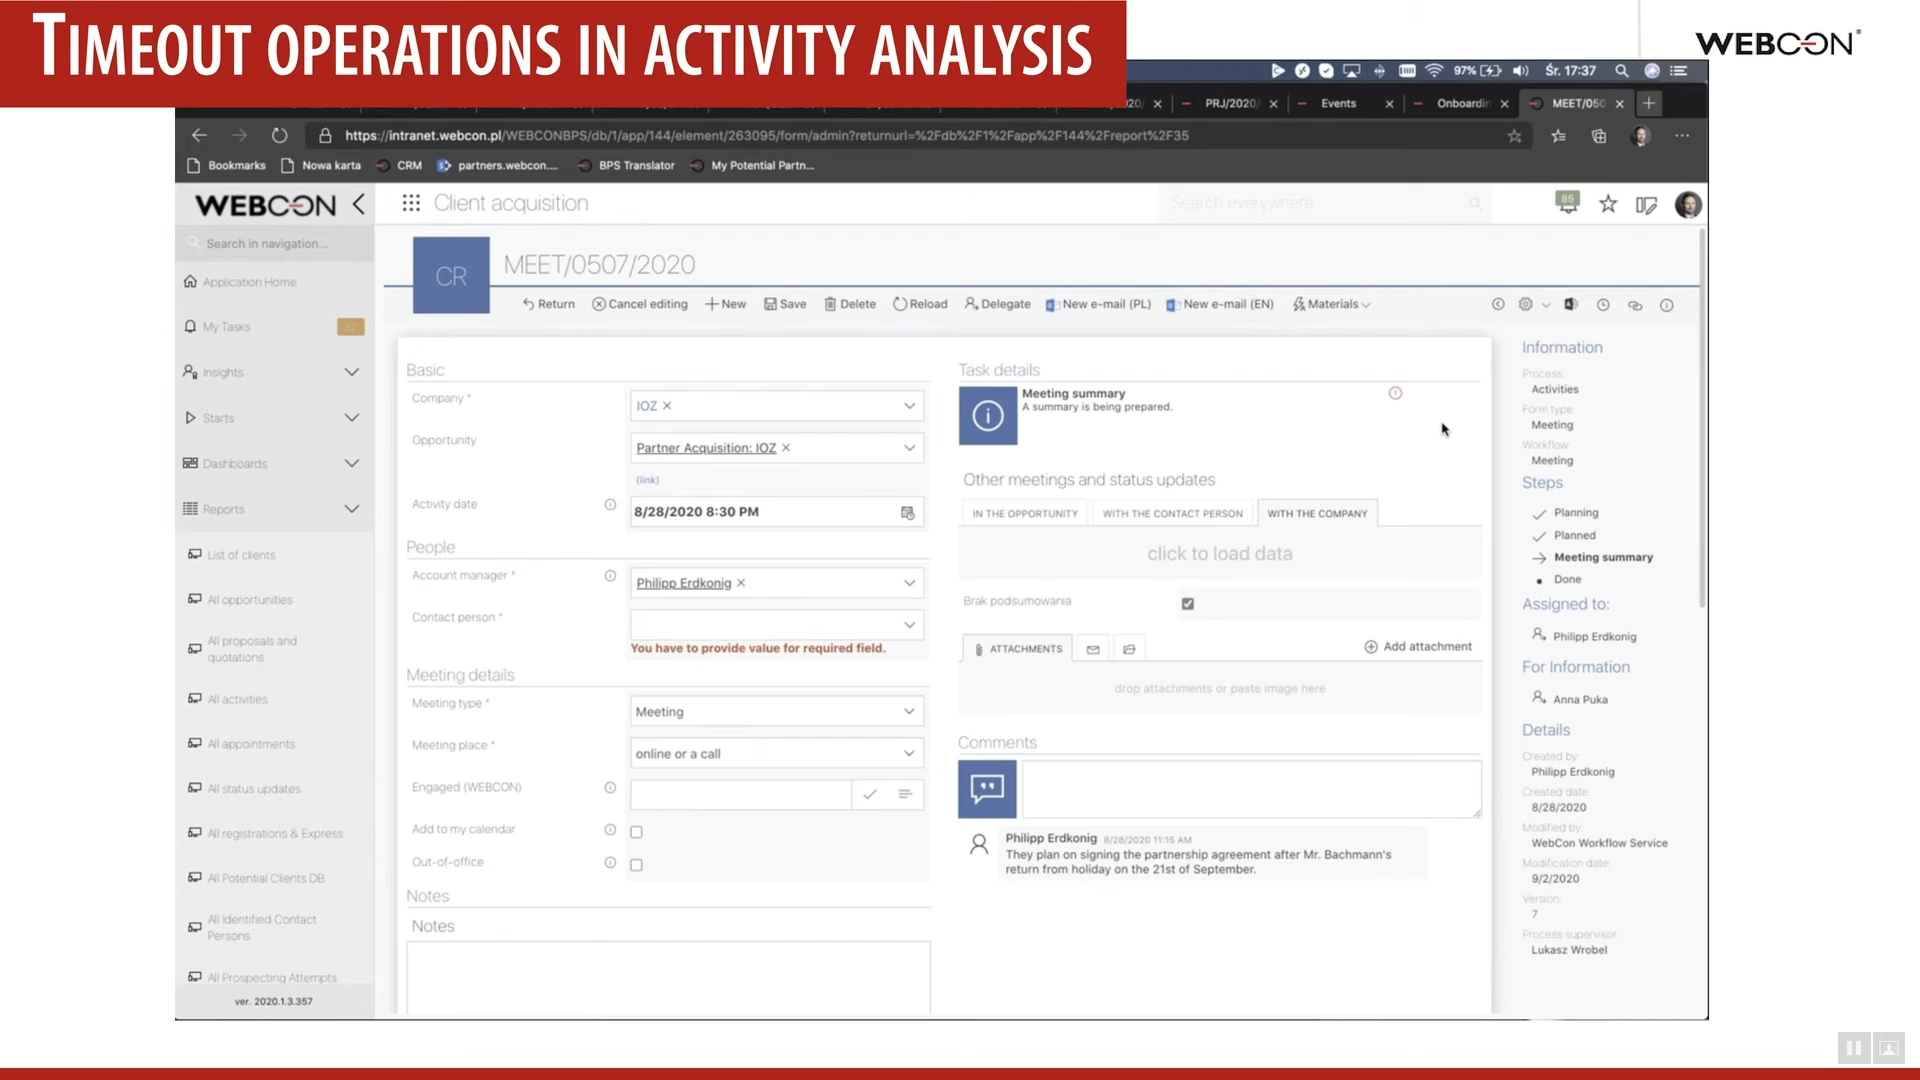 TIMEOUT OPERATIONS IN ACTIVITY ANALYSIS
WEBCON®
97%
Śr. 17:37
PRJ/2020/
Events
Onboardin
MEET/050
https://intranet.webcon.pl/WEBCONBPS/db/1/app/144/element/263095/form/admin?returnurl=%2Fdb%2F1%2Fapp%2F144%2Freport%2F35
Bookmarks
Nowa karta
CRM
partners.webcon....
BPS Translator
My Potential Partn...
WEBCON
Client acquisition
Search everywhere
85
Search in navigation...
Application Home
My Tasks
Insights
Starts
Dashboards
Reports
List of clients
All opportunities
All proposals and
quotations
All activities
All appointments
All status updates
All registrations & Express
All Potential Clients DB
All Identified Contact
Persons
All Prospecting Attempts
ver. 2020.1.3.357
CR
MEET/0507/2020
Return
Cancel editing
New
Save
Delete
Reload
Delegate
New e-mail (PL)
New e-mail (EN)
Materials
Basic
Company *
IOZ
Opportunity
Partner Acquisition: IOZ
(link)
Activity date
8/28/2020 8:30 PM
People
Account manager *
Philipp Erdkonig
Contact person *
You have to provide value for required field.
Meeting details
Meeting type *
Meeting
Meeting place *
online or a call
Engaged (WEBCON)
Add to my calendar
Out-of-office
Notes
Notes
Task details
Meeting summary
A summary is being prepared.
Other meetings and status updates
IN THE OPPORTUNITY
WITH THE CONTACT PERSON
WITH THE COMPANY
click to load data
Brak podsumowania
ATTACHMENTS
Add attachment
drop attachments or paste image here
Comments
Philipp Erdkonig 8/28/2020 11:15 AM
They plan on signing the partnership agreement after Mr. Bachmann's
return from holiday on the 21st of September.
Information
Process:
Activities
Form type:
Meeting
Workflow:
Meeting
Steps
Planning
Planned
Meeting summary
Done
Assigned to:
Philipp Erdkonig
For Information
Anna Puka
Details
Created by:
Philipp Erdkonig
Created date:
8/28/2020
Modified by:
WebCon Workflow Service
Modification date:
9/2/2020
Version:
7
Process supervisor:
Lukasz Wrobel